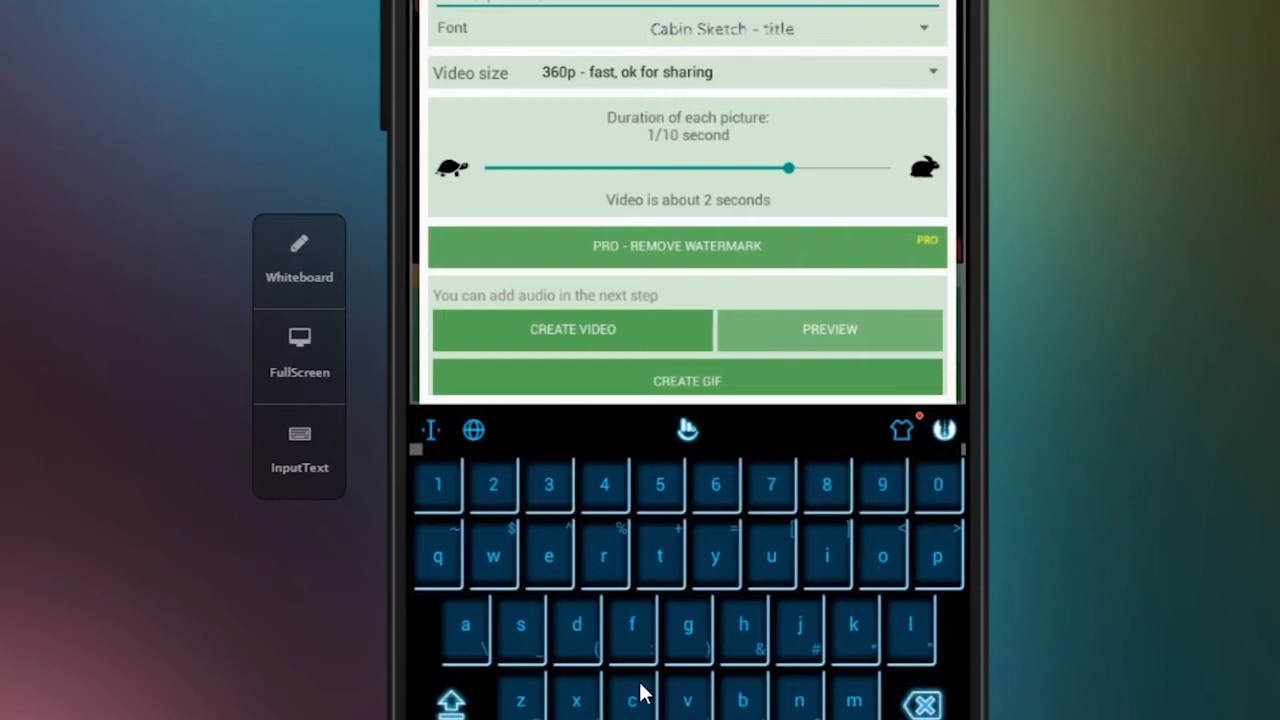 Font Cabin Sketch - title
Video size 360p - fast, ok for sharing
Duration of each picture:
1/10 second
Video is about 2 seconds
PRO - REMOVE WATERMARK PRO
Whiteboard
You can add audio in the next step
CREATE VIDEO PREVIEW
FullScreen
CREATE GIF
InputText
1 2 3 4 5 6 7 8 9 0
~ $ ^ % + = [ ] < >
q w e r t y u i o p
a s d f g h j k l
\ _ ( : ) & # * "
z x c v b n m